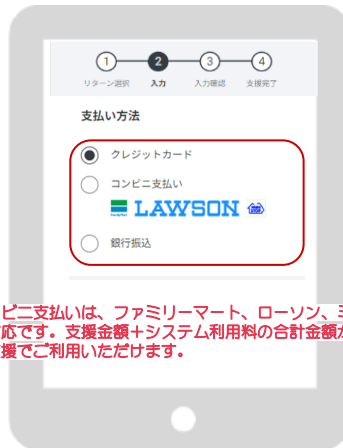 1 2 3 4
リターン選択 入力 入力確認 支援完了
支払い方法
クレジットカード
コンビニ支払い
FamilyMart LAWSON
銀行振込
ビニ支払いは、ファミリーマート、ローソン、
応です。支援金額＋システム利用料の合計金額
援でご利用いただけます。